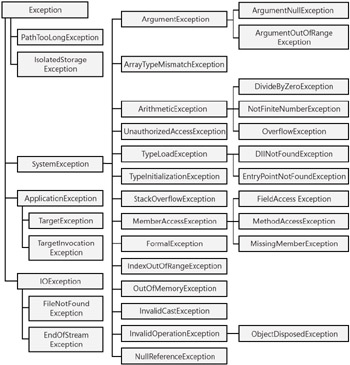 Exception
PathTooLongException
IsolatedStorage
Exception
SystemException
ApplicationException
TargetException
TargetInvocation
Exception
IOException
FileNotFound
Exception
EndOfStream
Exception
ArgumentException
ArrayTypeMismatchException
ArithmeticException
UnauthorizedAccessException
TypeLoadException
TypeInitializationException
StackOverflowException
MemberAccessException
FormalException
IndexOutOfRangeException
OutOfMemoryException
InvalidCastException
InvalidOperationException
NullReferenceException
ArgumentNullException
ArgumentOutOfRange
Exception
DivideByZeroException
NotFiniteNumberException
OverflowException
DllNotFoundException
EntryPointNotFoundException
FieldAccess Exception
MethodAccessException
MissingMemberException
ObjectDisposedException